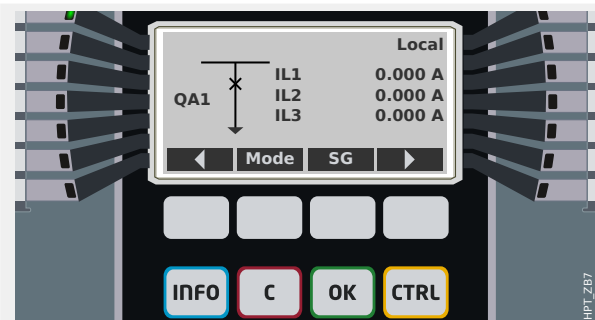 Local
IL1 0.000 A
QA1 IL2 0.000 A
IL3 0.000 A
Mode SG
INFO C OK CTRL
HPT_ZB7